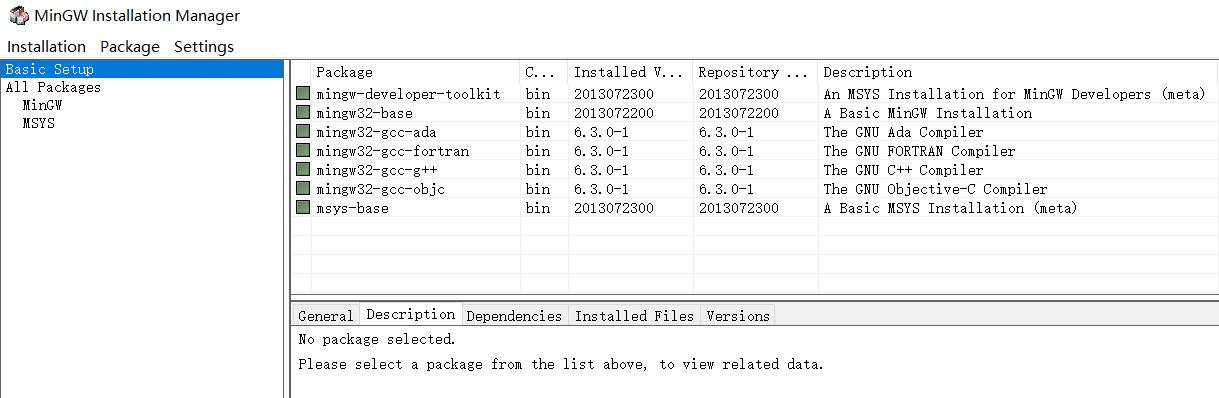 MinGW Installation Manager
Installation Package Settings
Basic Setup
All Packages
MinGW
MSYS
Package C... Installed V... Repository ... Description
mingw-developer-toolkit bin 2013072300 2013072300 An MSYS Installation for MinGW Developers (meta)
mingw32-base bin 2013072200 2013072200 A Basic MinGW Installation
mingw32-gcc-ada bin 6.3.0-1 6.3.0-1 The GNU Ada Compiler
mingw32-gcc-fortran bin 6.3.0-1 6.3.0-1 The GNU FORTRAN Compiler
mingw32-gcc-g++ bin 6.3.0-1 6.3.0-1 The GNU C++ Compiler
mingw32-gcc-objc bin 6.3.0-1 6.3.0-1 The GNU Objective-C Compiler
msys-base bin 2013072300 2013072300 A Basic MSYS Installation (meta)
General Description Dependencies Installed Files Versions
No package selected.
Please select a package from the list above, to view related data.